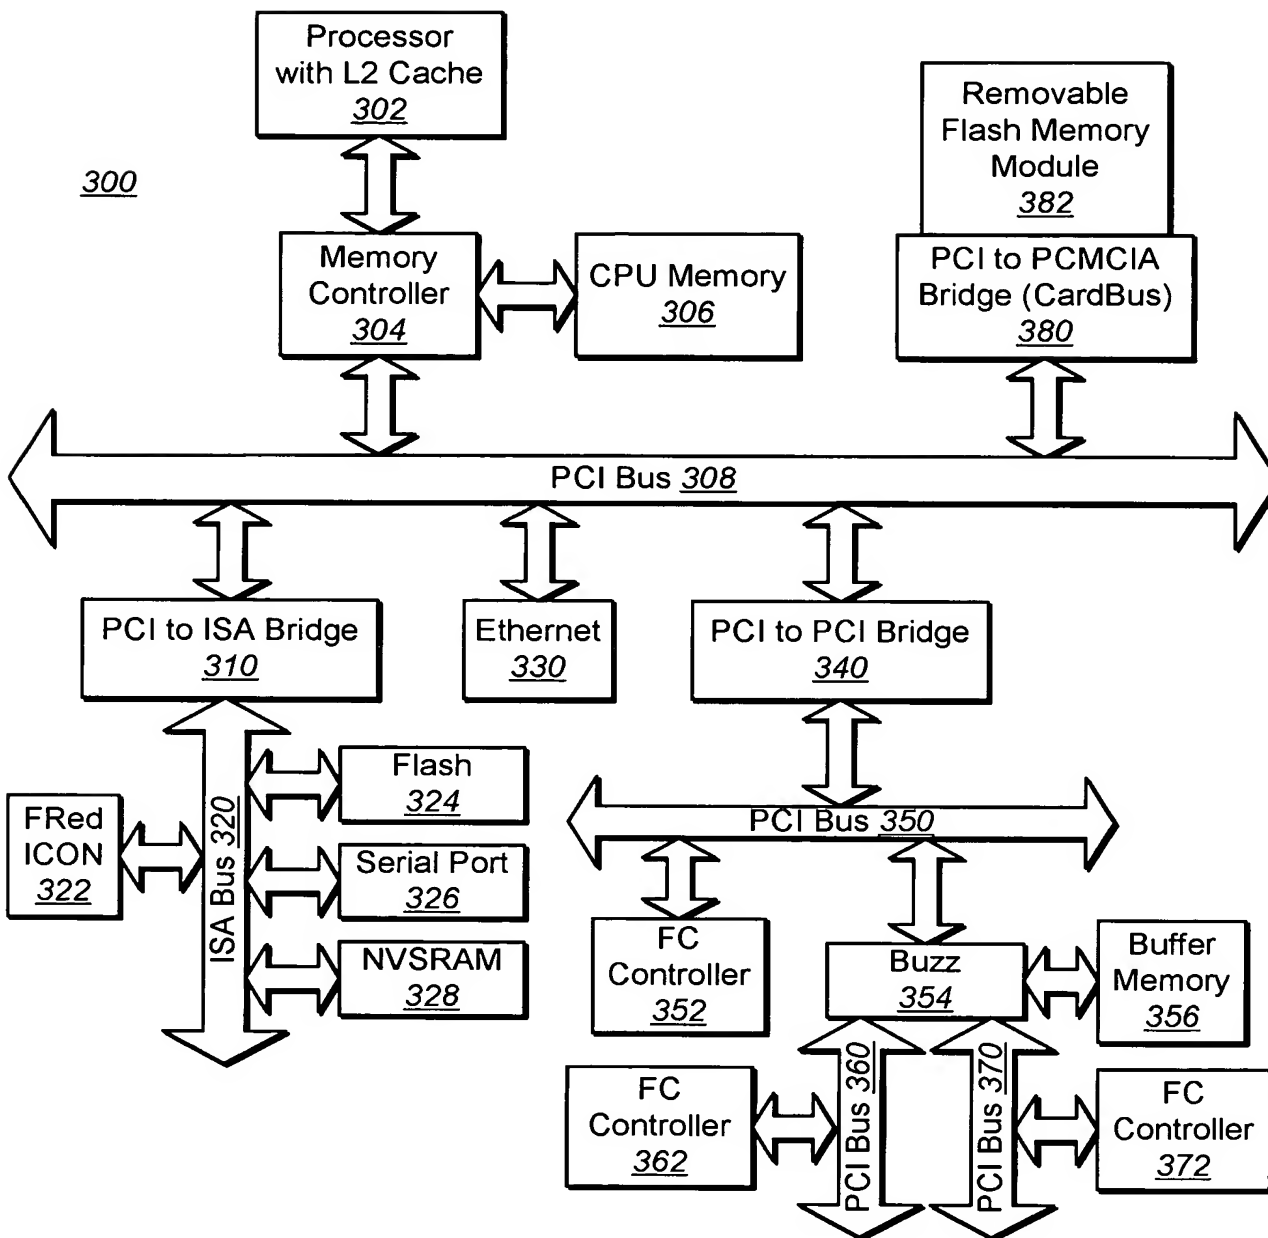 Processor
with L2 Cache
302
Removable
Flash Memory
Module
382
300
Memory
Controller
304
CPU Memory
306
PCI to PCMCIA
Bridge (CardBus)
380
PCI Bus 308
PCI to ISA Bridge
310
Ethernet
330
PCI to PCI Bridge
340
ISA Bus 320
Flash
324
FRed
ICON
322
Serial Port
326
NVSRAM
328
PCI Bus 350
FC
Controller
352
Buzz
354
Buffer
Memory
356
PCI Bus 360
PCI Bus 370
FC
Controller
362
FC
Controller
372